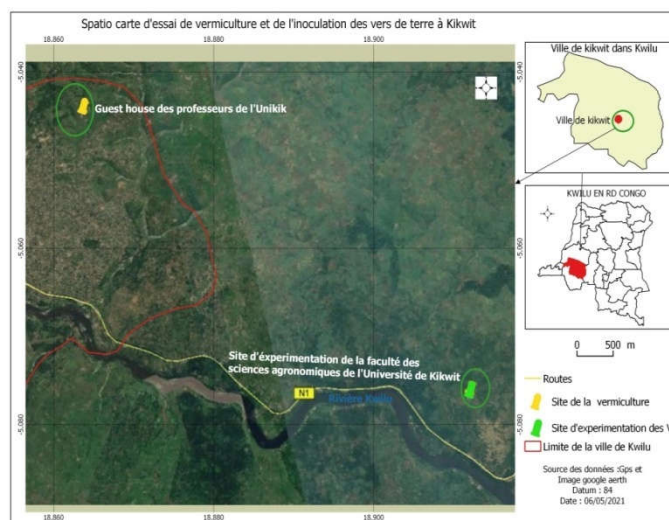 Spatio carte d'essai de vermiculture et de l'inoculation des vers de terre à Kikwit
18.860
18.880
18.900
-5.040
Guest house des professeurs de l'Unikik
-5.060
Site d'éxperimentation de la faculté des
sciences agronomiques de l'Université de Kikwit
N1
Rivière Kwilu
-5.080
18.860
18.880
18.900
Ville de kikwit dans Kwilu
Ville de kikwit
KWILU EN RD CONGO
0 500 m
Routes
Site de la vermiculture
Site d'experimentation des V
Limite de la ville de Kwilu
Source des données :Gps et
Image google aerth
Datum : 84
Date : 06/05/2021